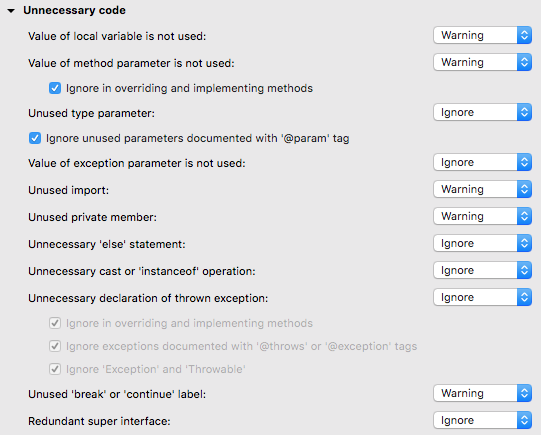 Unnecessary code
Value of local variable is not used: Warning
Value of method parameter is not used: Warning
Ignore in overriding and implementing methods
Unused type parameter: Ignore
Ignore unused parameters documented with '@param' tag
Value of exception parameter is not used: Ignore
Unused import: Warning
Unused private member: Warning
Unnecessary 'else' statement: Ignore
Unnecessary cast or 'instanceof' operation: Ignore
Unnecessary declaration of thrown exception: Ignore
Ignore in overriding and implementing methods
Ignore exceptions documented with '@throws' or '@exception' tags
Ignore 'Exception' and 'Throwable'
Unused 'break' or 'continue' label: Warning
Redundant super interface: Ignore